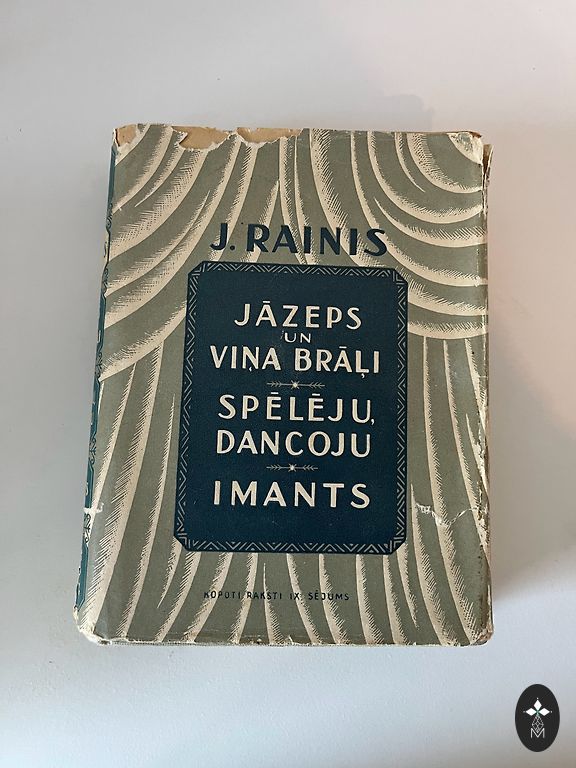 J. RAINIS
JĀZEPS
UN
VIŅA BRĀĻI
SPĒLĒJU,
DANCOJU
IMANTS
KOPOTI RAKSTI IX SĒJUMS
M